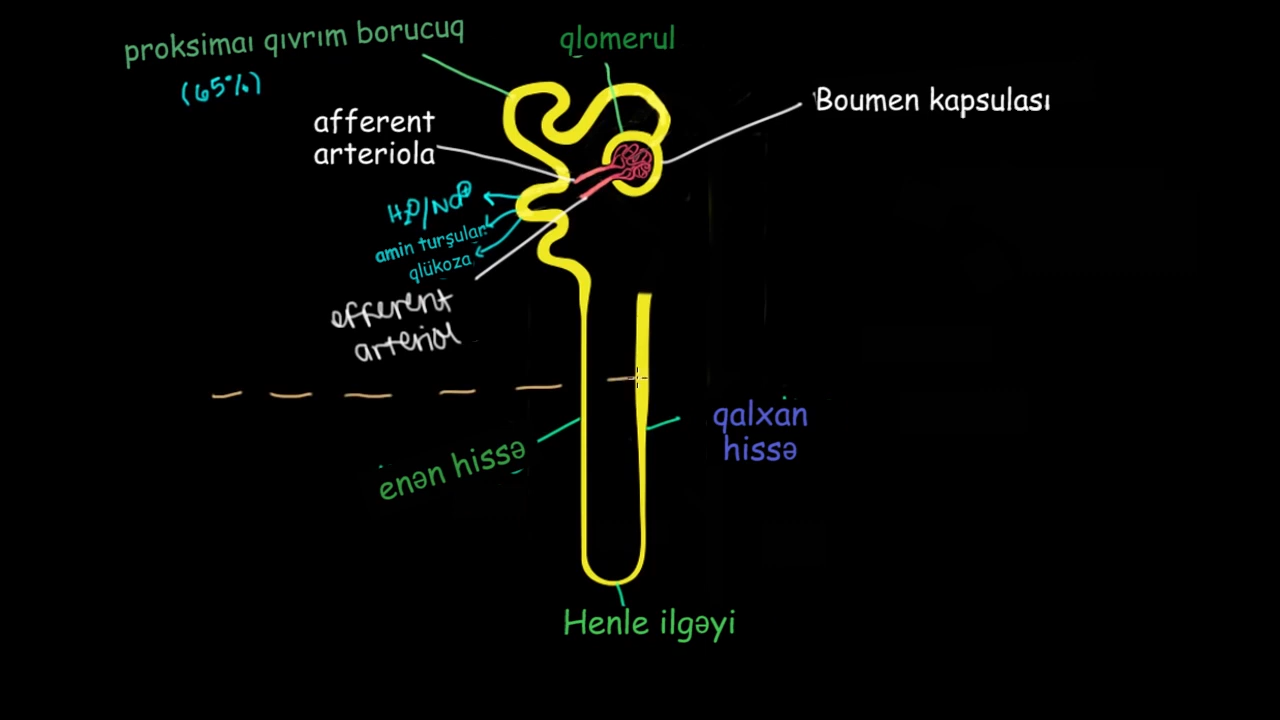 proksimaı qıvrım borucuq
(65%)
qlomerul
Boumen kapsulası
afferent
arteriola
H2O/Na+
amin turşuları
qlükoza
efferent
arteriol
enən hissə
qalxan
hissə
Henle ilgəyi